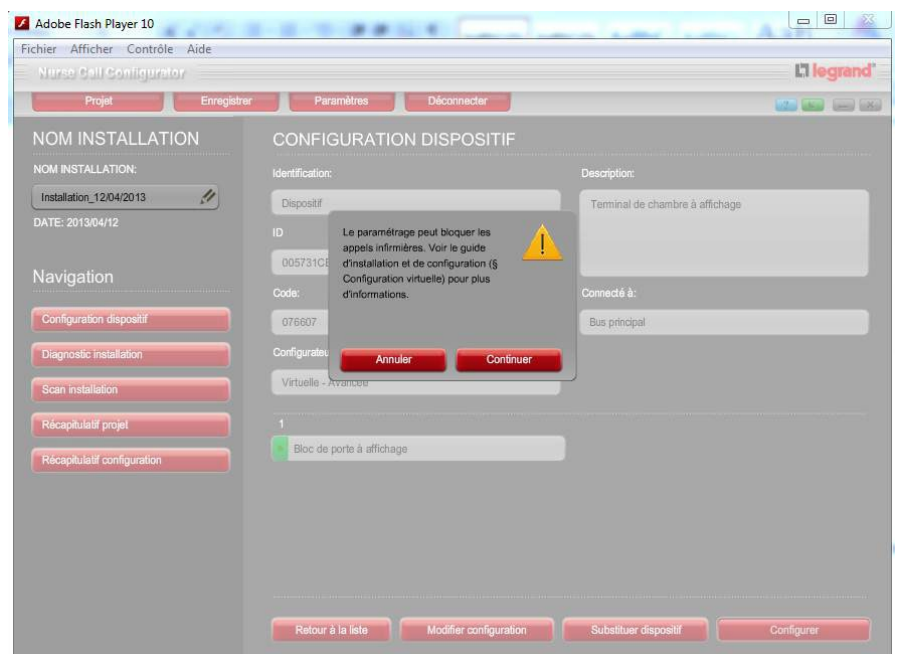 Adobe Flash Player 10
Fichier Afficher Contrôle Aide
Nurse Call Configurator
legrand
Projet Enregistrer Paramètres Déconnecter
NOM INSTALLATION
NOM INSTALLATION:
Installation_12/04/2013
DATE: 2013/04/12
Navigation
Configuration dispositif
Diagnostic installation
Scan installation
Récapitulatif projet
Récapitulatif configuration
CONFIGURATION DISPOSITIF
Identification:
Dispositif
Description:
Terminal de chambre à affichage
ID
005731CE
Code:
076607
Connecté à:
Bus principal
Configurateu
Virtuelle - Avancée
Le paramétrage peut bloquer les
appels infirmières. Voir le guide
d'installation et de configuration (§
Configuration virtuelle) pour plus
d'informations.
Annuler Continuer
1
Bloc de porte à affichage
Retour à la liste Modifier configuration Substituer dispositif Configurer